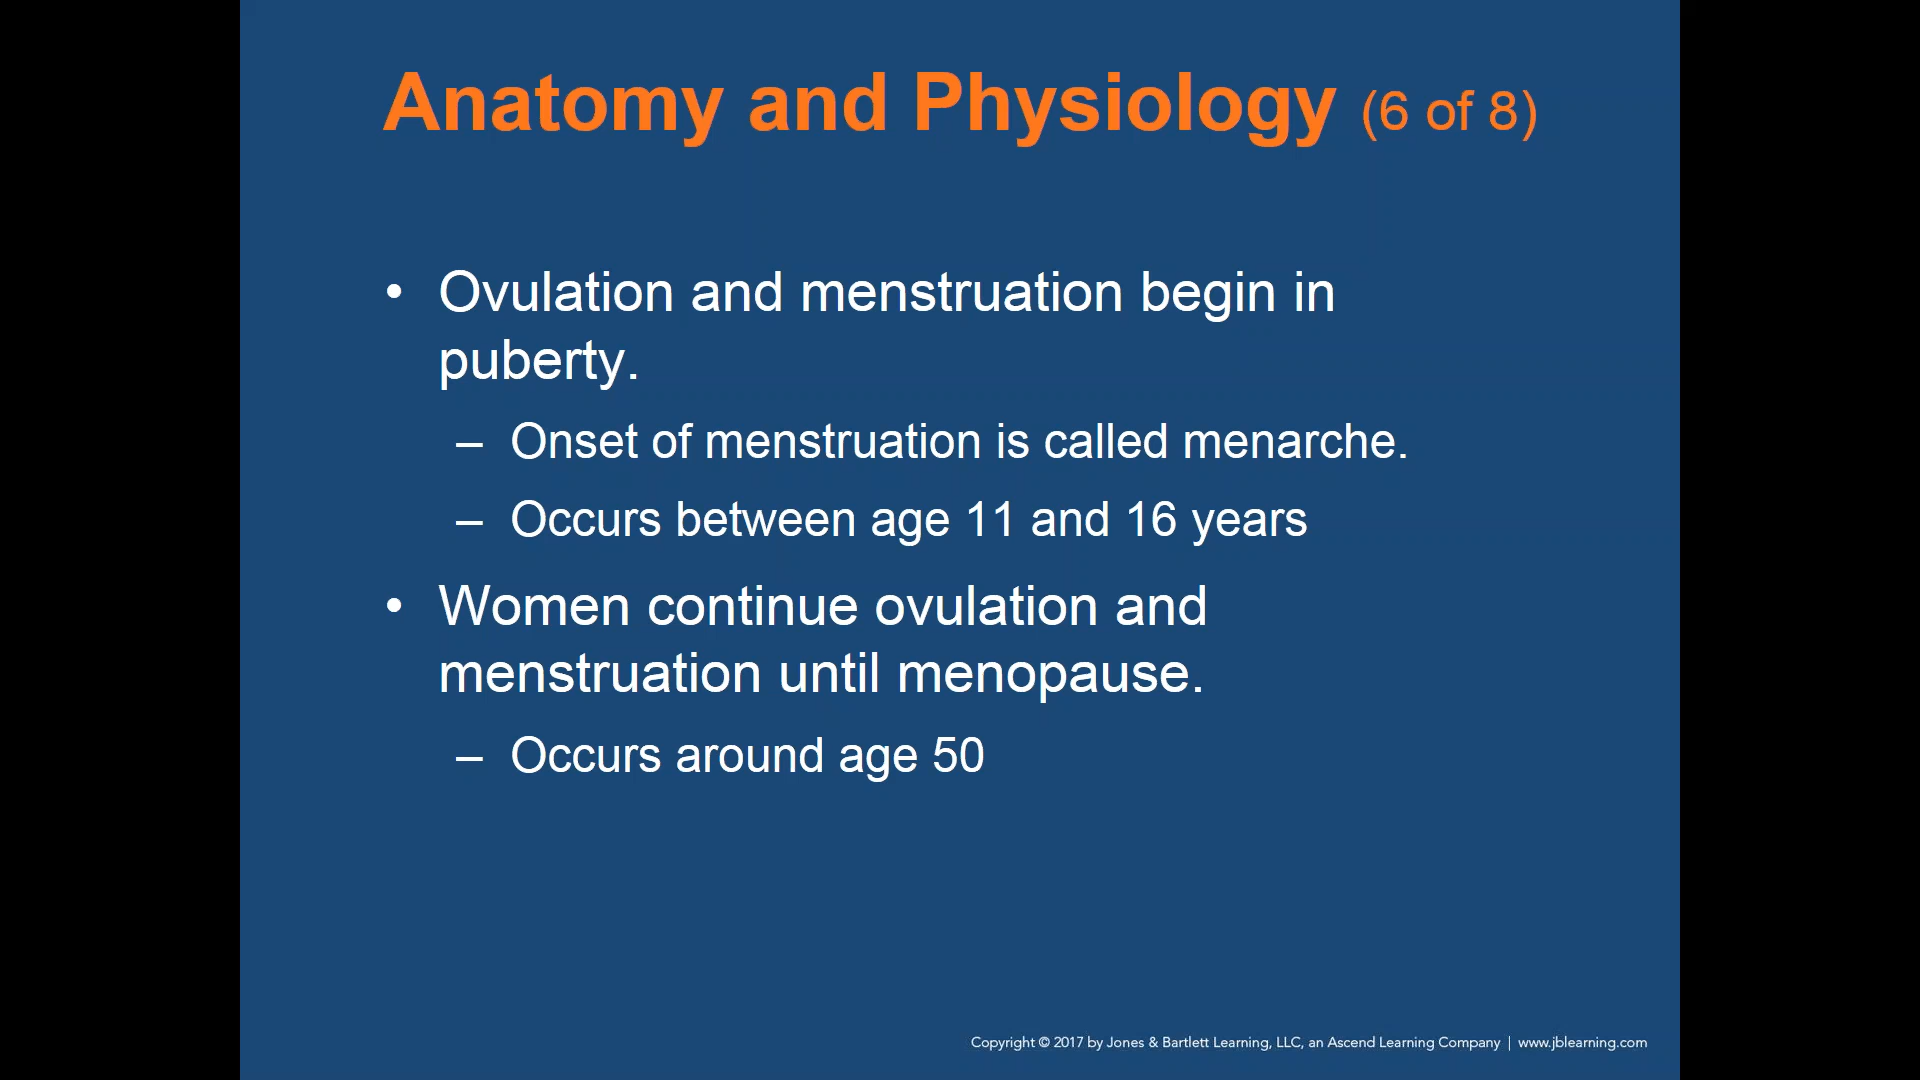 Anatomy and Physiology (6 of 8)
• Ovulation and menstruation begin in
puberty.
– Onset of menstruation is called menarche.
– Occurs between age 11 and 16 years
• Women continue ovulation and
menstruation until menopause.
– Occurs around age 50
Copyright © 2017 by Jones & Bartlett Learning, LLC, an Ascend Learning Company | www.jblearning.com